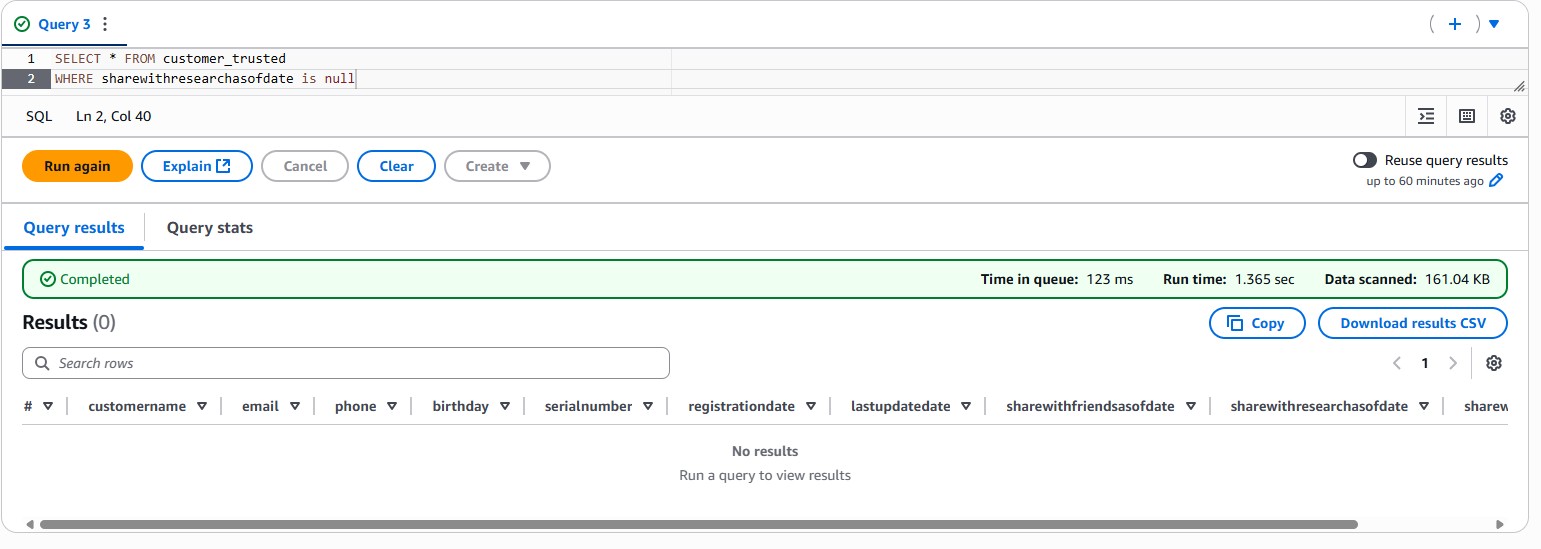 Query 3
1 SELECT * FROM customer_trusted
2 WHERE sharewithresearchasofdate is null
SQL Ln 2, Col 40
Run again Explain Cancel Clear Create Reuse query results
up to 60 minutes ago
Query results Query stats
Completed Time in queue: 123 ms Run time: 1.365 sec Data scanned: 161.04 KB
Results (0) Copy Download results CSV
Search rows 1
# customername email phone birthday serialnumber registrationdate lastupdatedate sharewithfriendsasofdate sharewithresearchasofdate sharew
No results
Run a query to view results